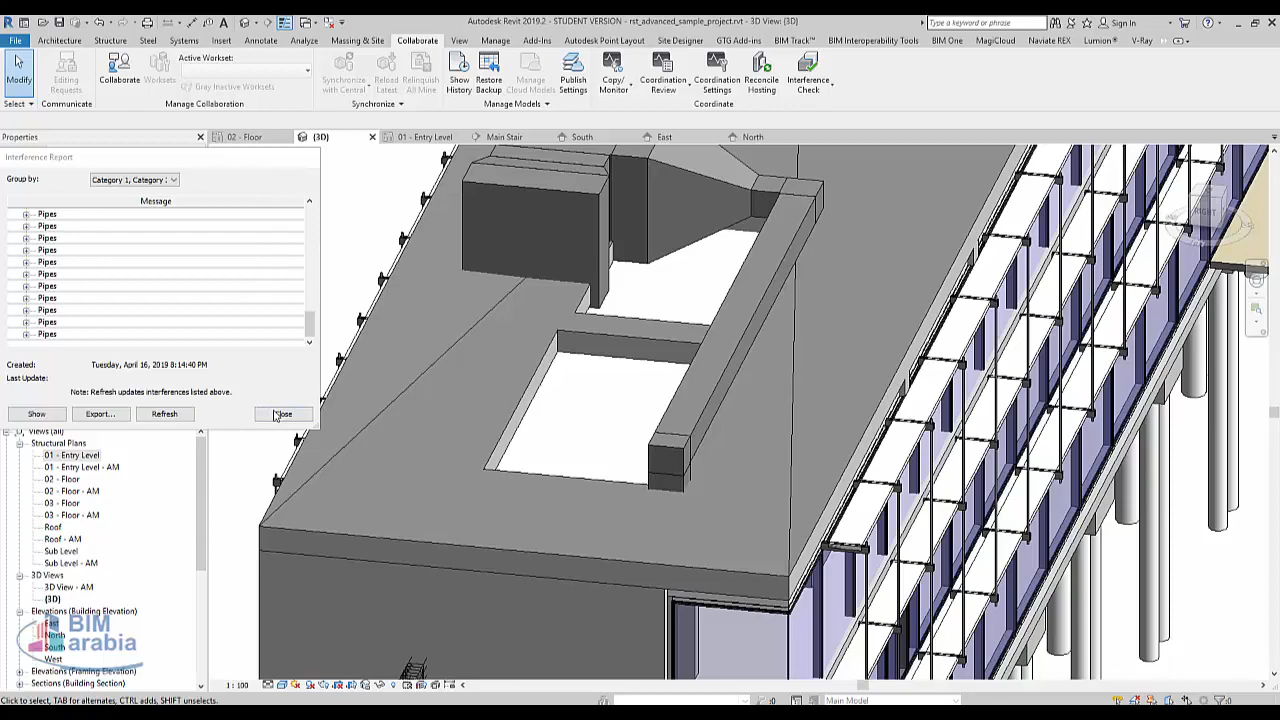 Autodesk Revit 2019.2 - STUDENT VERSION - rst_advanced_sample_project.rvt - 3D View: {3D}
Type a keyword or phrase
Sign In
File Architecture Structure Steel Systems Insert Annotate Analyze Massing & Site Collaborate View Manage Add-Ins Autodesk Point Layout Site Designer RTG Add-ins BIM Track™ BIM Interoperability Tools BIM One MagiCloud Naviate REX Lumion® V-Ray
Modify
Editing Requests
Collaborate
Worksets
Active Workset:
Gray Inactive Worksets
Synchronize with Central
Reload Latest
Relinquish All Mine
Show History
Restore Backup
Manage Cloud Models
Publish Settings
Copy/ Monitor
Coordination Review
Coordination Settings
Reconcile Hosting
Interference Check
Select Communicate Manage Collaboration Synchronize Manage Models Coordinate
Properties
02 - Floor
{3D}
01 - Entry Level
Main Stair
South
East
North
Interference Report
Group by:
Category 1, Category
Message
Pipes
Pipes
Pipes
Pipes
Pipes
Pipes
Pipes
Pipes
Pipes
Pipes
Pipes
Created: Tuesday, April 16, 2019 8:14:40 PM
Last Update:
Note: Refresh updates interferences listed above.
Show Export... Refresh Close
Views (all)
Structural Plans
01 - Entry Level
01 - Entry Level - AM
02 - Floor
02 - Floor - AM
03 - Floor
03 - Floor - AM
Roof
Roof - AM
Sub Level
Sub Level - AM
3D Views
3D View - AM
{3D}
Elevations (Building Elevation)
East
North
South
West
Elevations (Framing Elevation)
Sections (Building Section)
BIM
arabia
RIGHT
1 : 100
Click to select, TAB for alternates, CTRL adds, SHIFT unselects.
:0
Main Model
:0